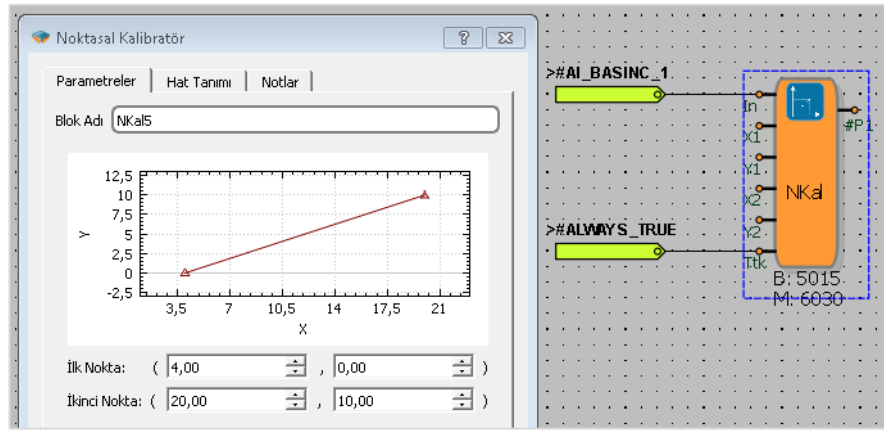 Noktasal Kalibratör
Parametreler Hat Tanımı Notlar
Blok Adı NKal5
12,5
10
7,5
5
2,5
0
-2,5
Y
3,5 7 10,5 14 17,5 21
X
İlk Nokta: ( 4,00 , 0,00 )
İkinci Nokta: ( 20,00 , 10,00 )
>#AI_BASINC_1
>#ALWAYS_TRUE
In
X1
Y1
X2
Y2
Ttk
NKal
#P1
B: 5015
M: 6030